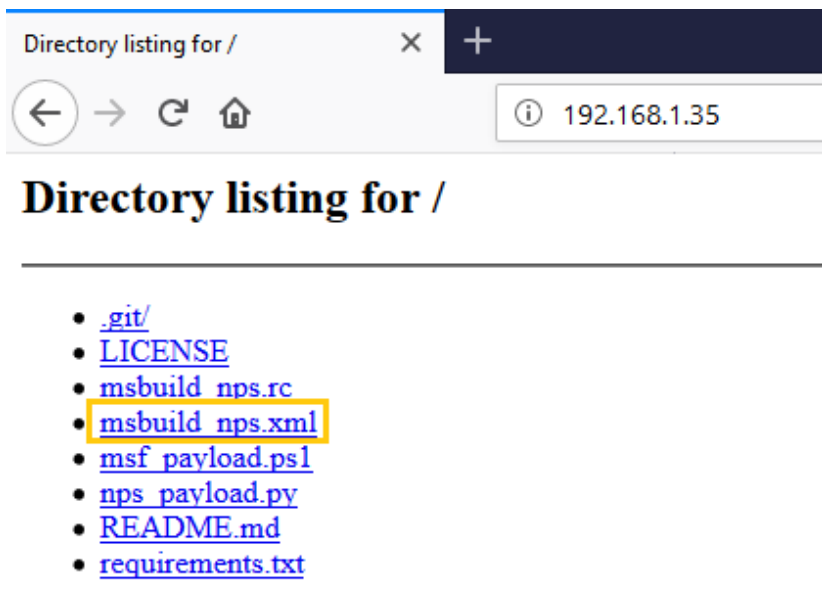 Directory listing for /
192.168.1.35
Directory listing for /
.git/
LICENSE
msbuild_nps.rc
msbuild_nps.xml
msf_payload.ps1
nps_payload.py
README.md
requirements.txt